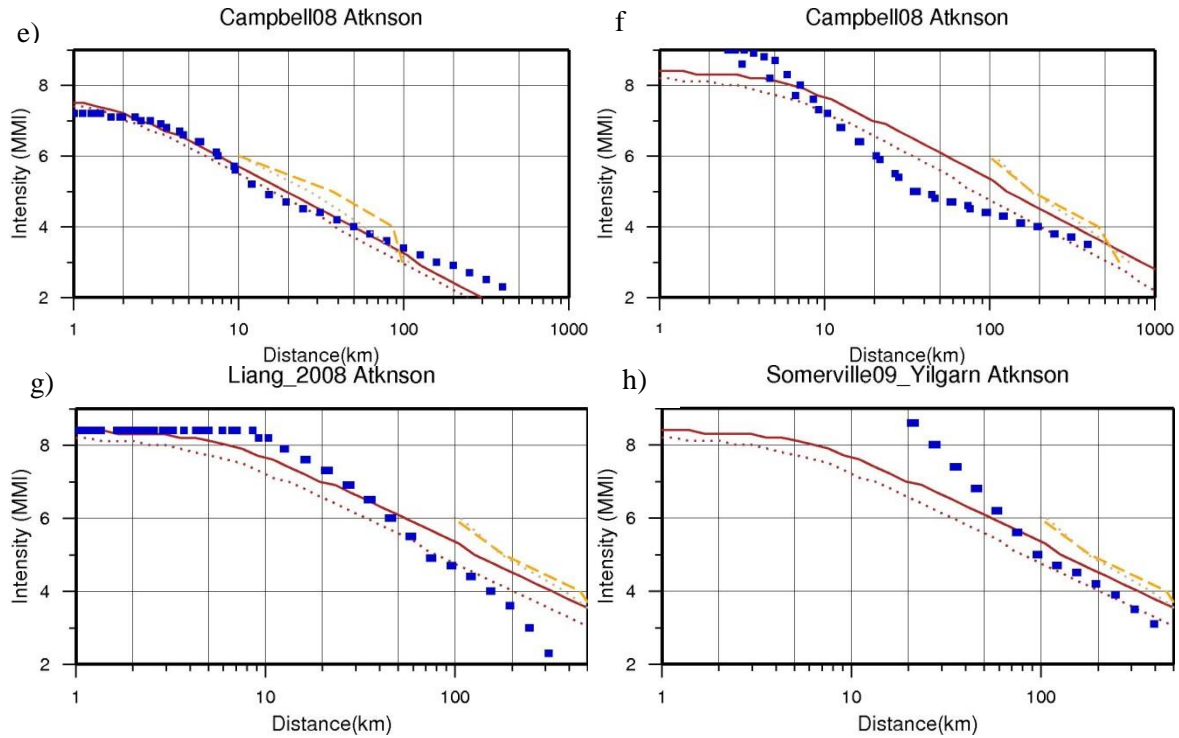 e)
Campbell08 Atknson
8
6
4
2
Intensity (MMI)
1
10
100
1000
Distance(km)
f
Campbell08 Atknson
8
6
4
2
Intensity (MMI)
1
10
100
1000
Distance(km)
g)
Liang_2008 Atknson
8
6
4
2
Intensity (MMI)
1
10
100
Distance(km)
h)
Somerville09_Yilgarn Atknson
8
6
4
2
Intensity (MMI)
1
10
100
Distance(km)